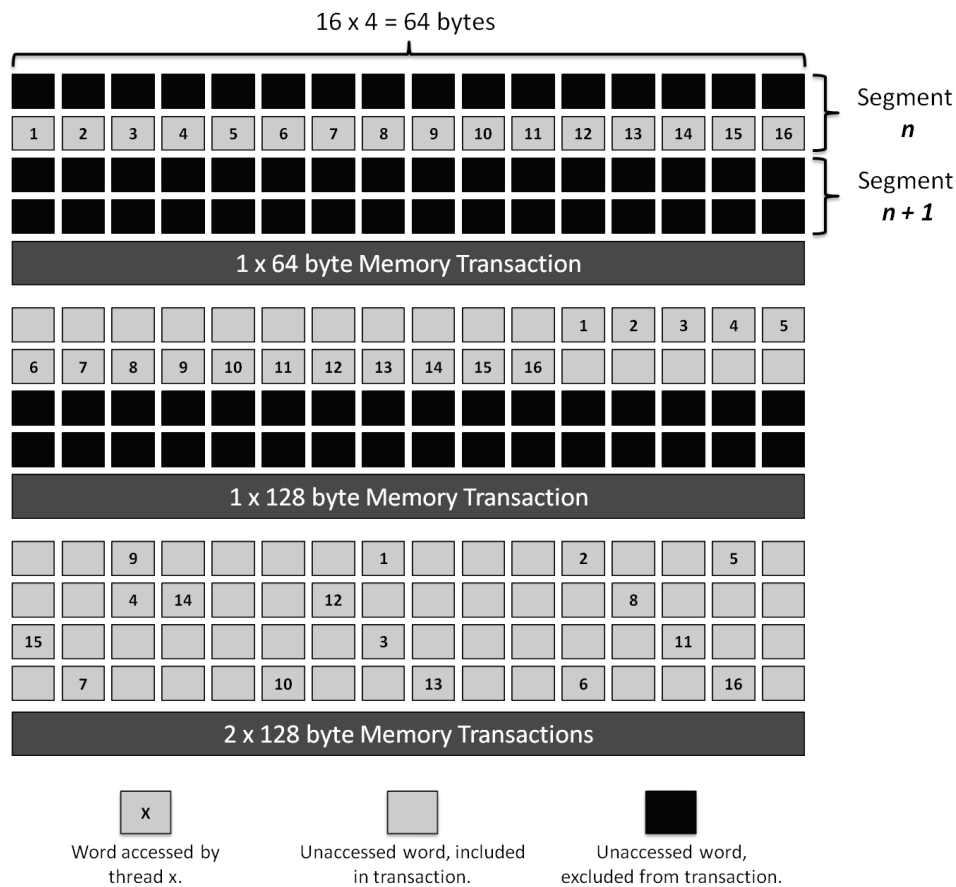 16 x 4 = 64 bytes
Segment
n
1 2 3 4 5 6 7 8 9 10 11 12 13 14 15 16
Segment
n + 1
1 x 64 byte Memory Transaction
1 2 3 4 5
6 7 8 9 10 11 12 13 14 15 16
1 x 128 byte Memory Transaction
9 1 2 5
4 14 12 8
15 3 11
7 10 13 6 16
2 x 128 byte Memory Transactions
X
Word accessed by
thread x.
Unaccessed word, included
in transaction.
Unaccessed word,
excluded from transaction.